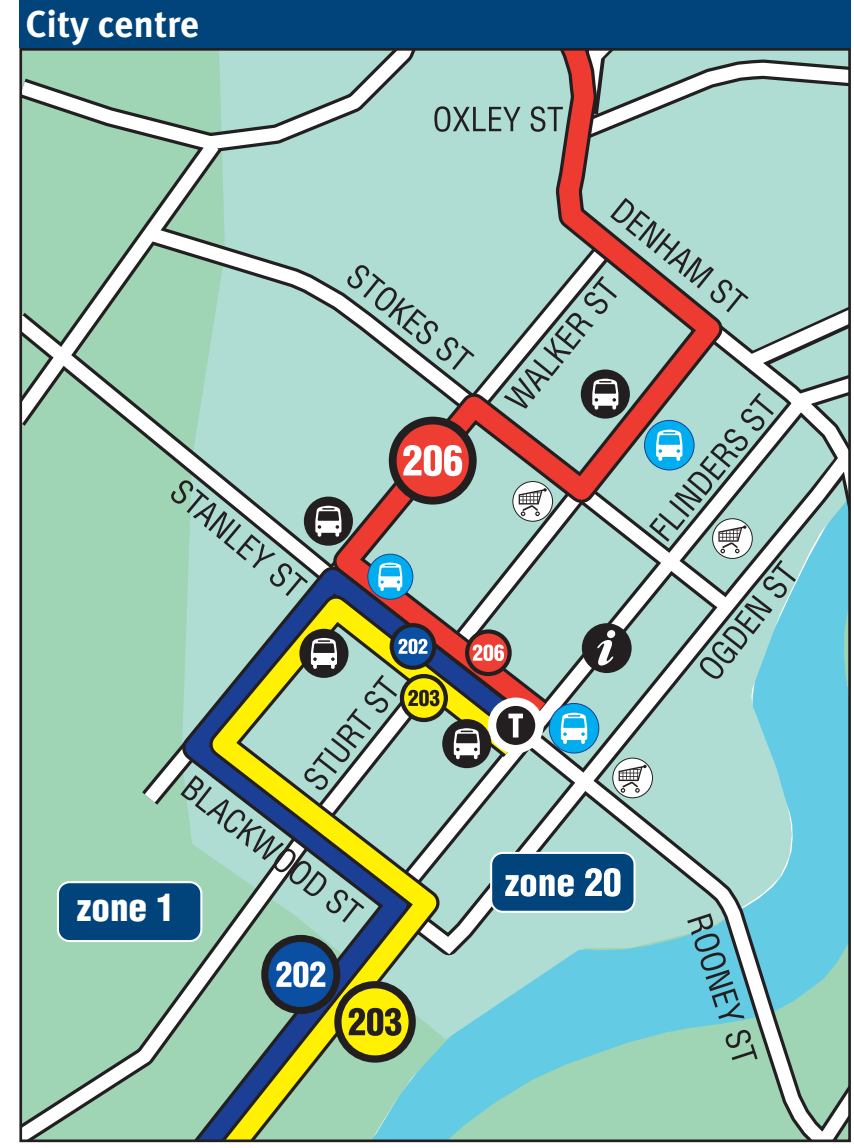 City centre
OXLEY ST
DENHAM ST
STOKES ST
WALKER ST
FLINDERS ST
206
STANLEY ST
OGDEN ST
202
206
i
203
STURT ST
T
BLACKWOOD ST
zone 20
zone 1
ROONEY ST
202
203